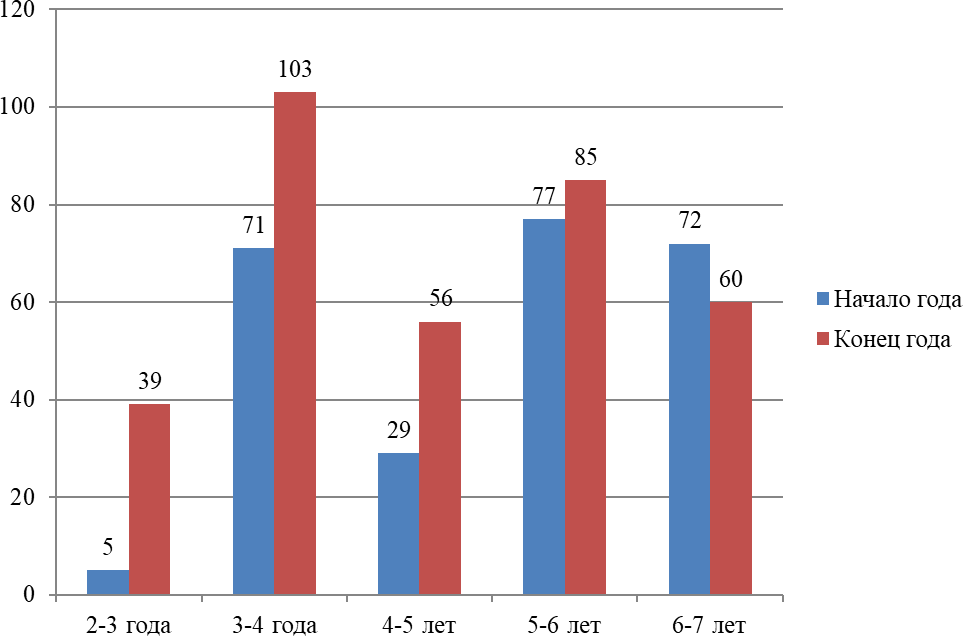 120
100
80
60
40
20
0
5
39
71
103
29
56
77
85
72
60
2-3 года
3-4 года
4-5 лет
5-6 лет
6-7 лет
Начало года
Конец года